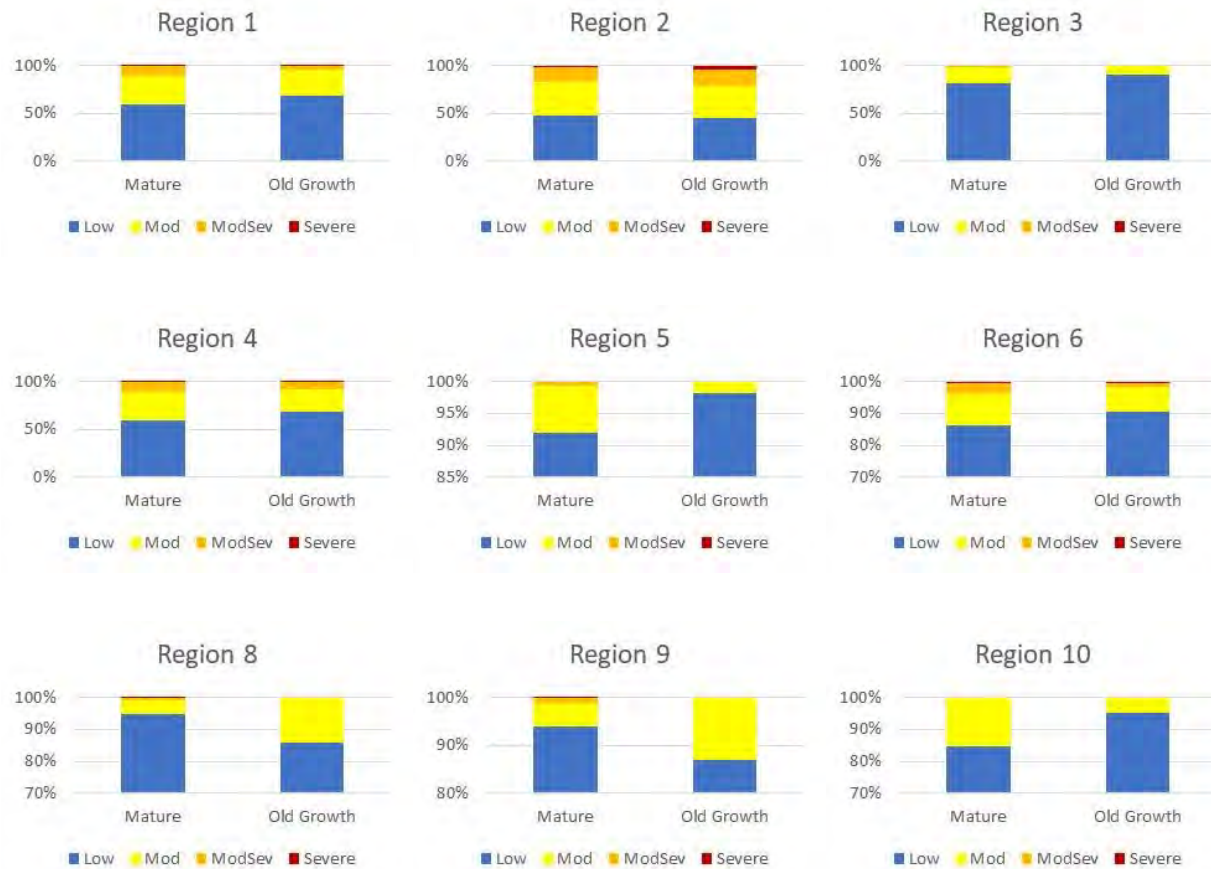 Region 1
100%
50%
0%
Mature Old Growth
Low Mod ModSev Severe
Region 2
100%
50%
0%
Mature Old Growth
Low Mod ModSev Severe
Region 3
100%
50%
0%
Mature Old Growth
Low Mod ModSev Severe
Region 4
100%
50%
0%
Mature Old Growth
Low Mod ModSev Severe
Region 5
100%
95%
90%
85%
Mature Old Growth
Low Mod ModSev Severe
Region 6
100%
90%
80%
70%
Mature Old Growth
Low Mod ModSev Severe
Region 8
100%
90%
80%
70%
Mature Old Growth
Low Mod ModSev Severe
Region 9
100%
90%
80%
Mature Old Growth
Low Mod ModSev Severe
Region 10
100%
90%
80%
70%
Mature Old Growth
Low Mod ModSev Severe